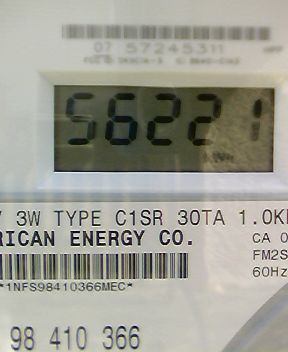 07 57245311
56221
3W TYPE C1SR 30TA 1.0K
RICAN ENERGY CO.
CA 0
FM2S
60Hz
*1NFS98410366MEC*
98 410 366